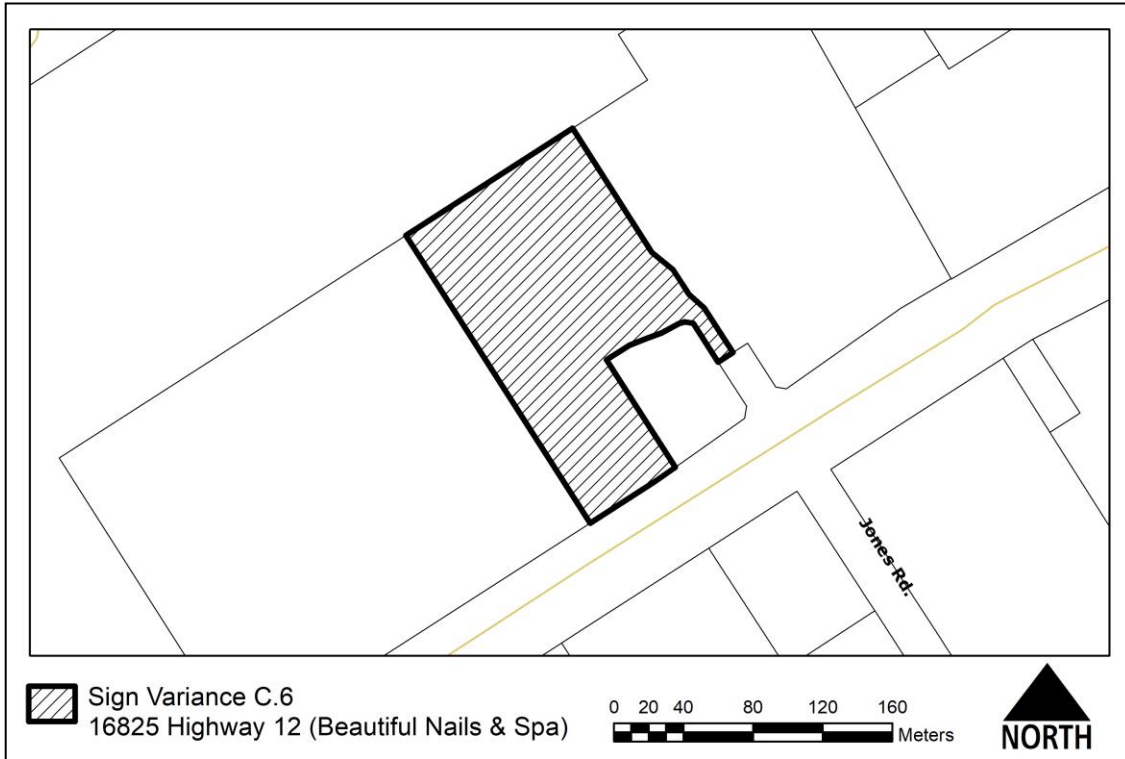 Jones Rd.
Sign Variance C.6
16825 Highway 12 (Beautiful Nails & Spa)
0 20 40 80 120 160
Meters
NORTH